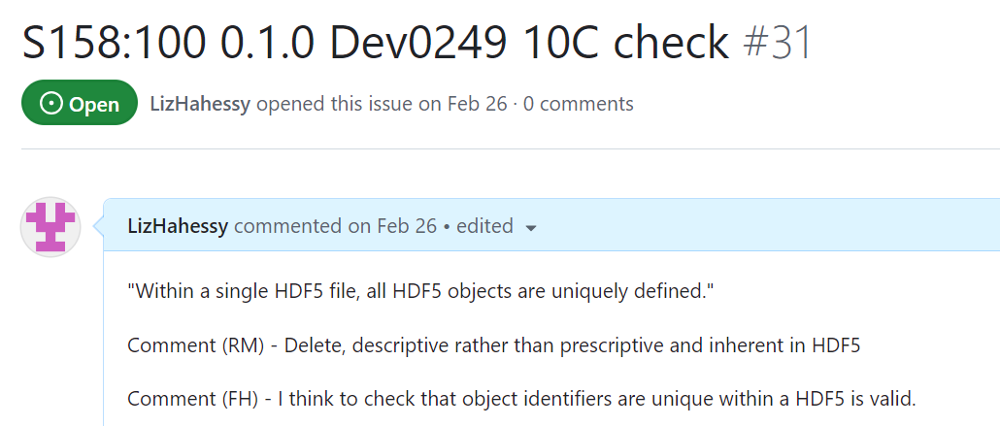 S158:100 0.1.0 Dev0249 10C check #31
Open LizHahessy opened this issue on Feb 26 · 0 comments
LizHahessy commented on Feb 26 • edited
"Within a single HDF5 file, all HDF5 objects are uniquely defined."
Comment (RM) - Delete, descriptive rather than prescriptive and inherent in HDF5
Comment (FH) - I think to check that object identifiers are unique within a HDF5 is valid.